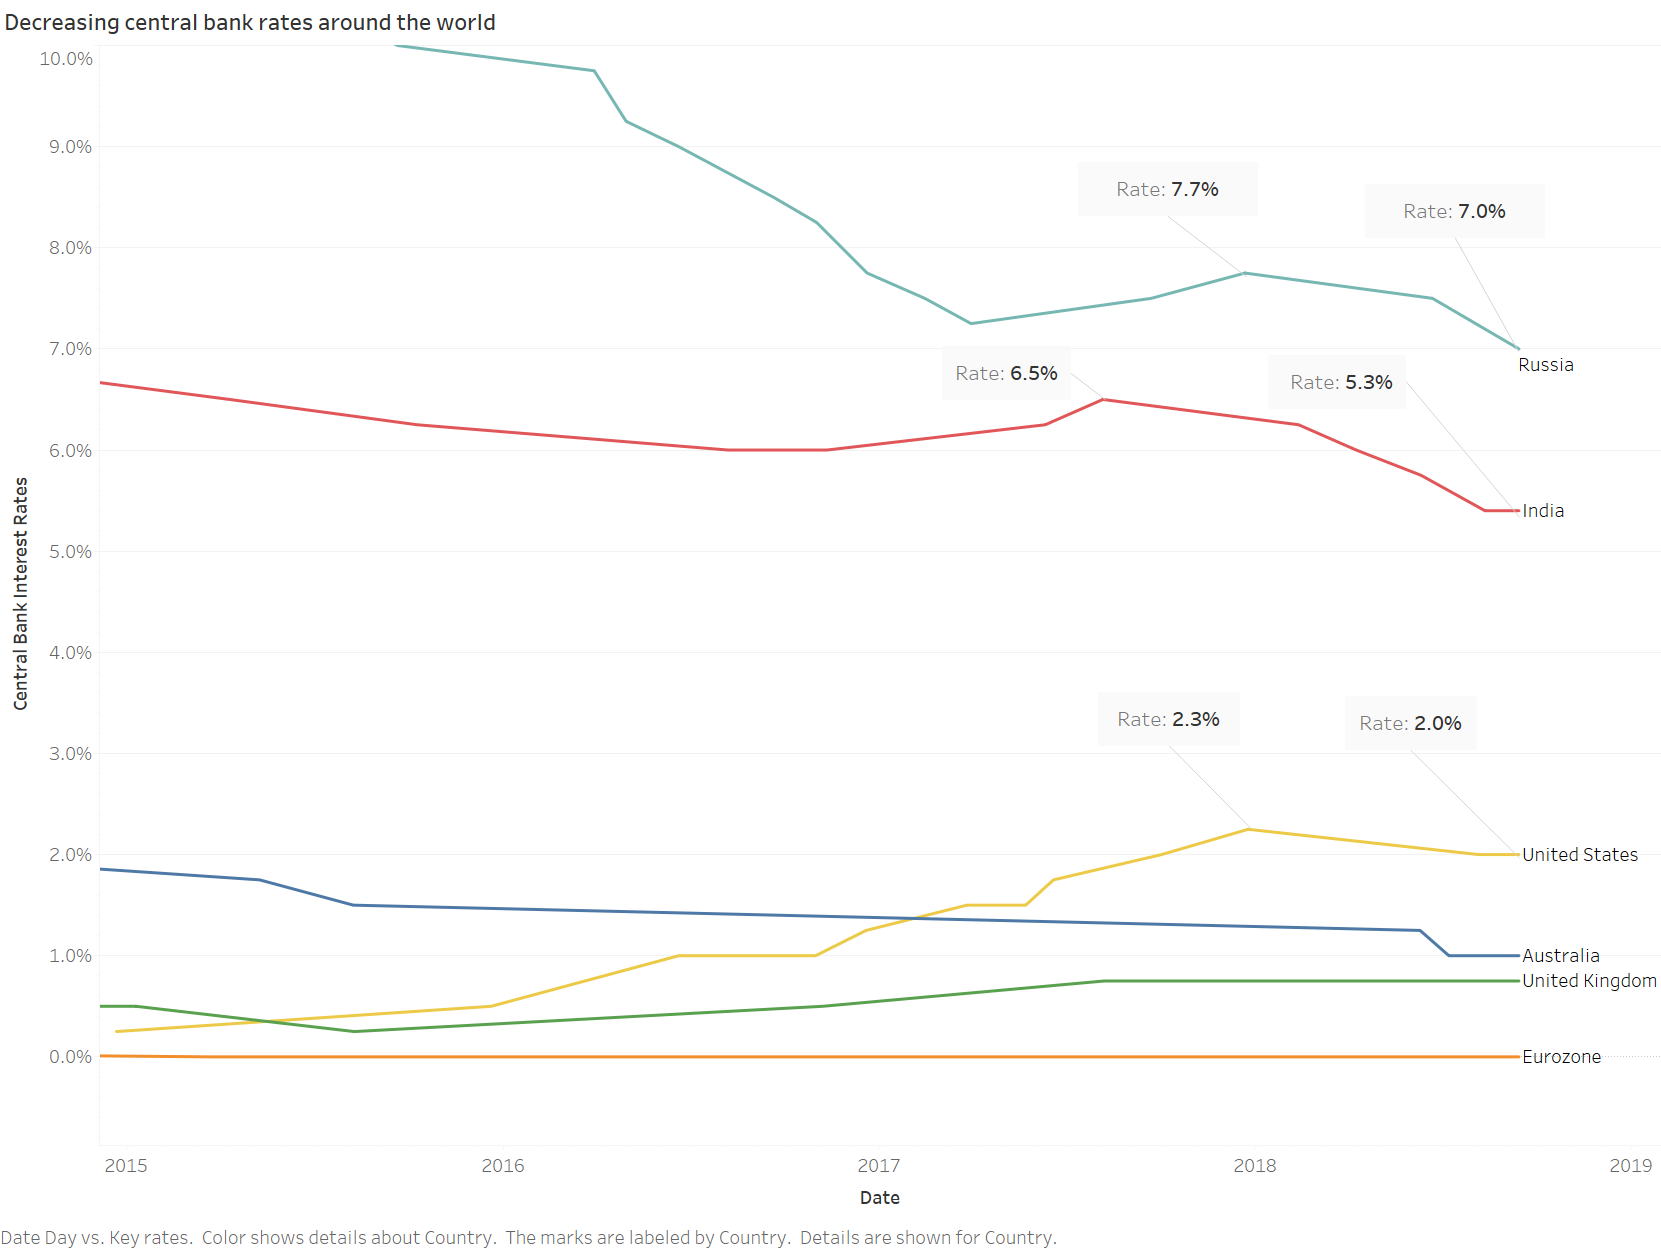 Decreasing central bank rates around the world
10.0%
9.0%
8.0%
7.0%
6.0%
5.0%
4.0%
3.0%
2.0%
1.0%
0.0%
Central Bank Interest Rates
Rate: 7.7%
Rate: 7.0%
Russia
Rate: 6.5%
Rate: 5.3%
India
Rate: 2.3%
Rate: 2.0%
United States
Australia
United Kingdom
Eurozone
2015 2016 2017 2018 2019
Date
Date Day vs. Key rates. Color shows details about Country. The marks are labeled by Country. Details are shown for Country.